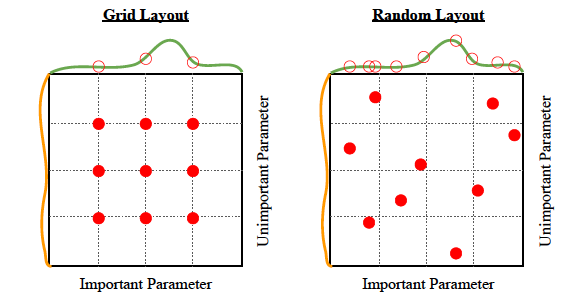 Grid Layout
Unimportant Parameter
Important Parameter
Random Layout
Unimportant Parameter
Important Parameter